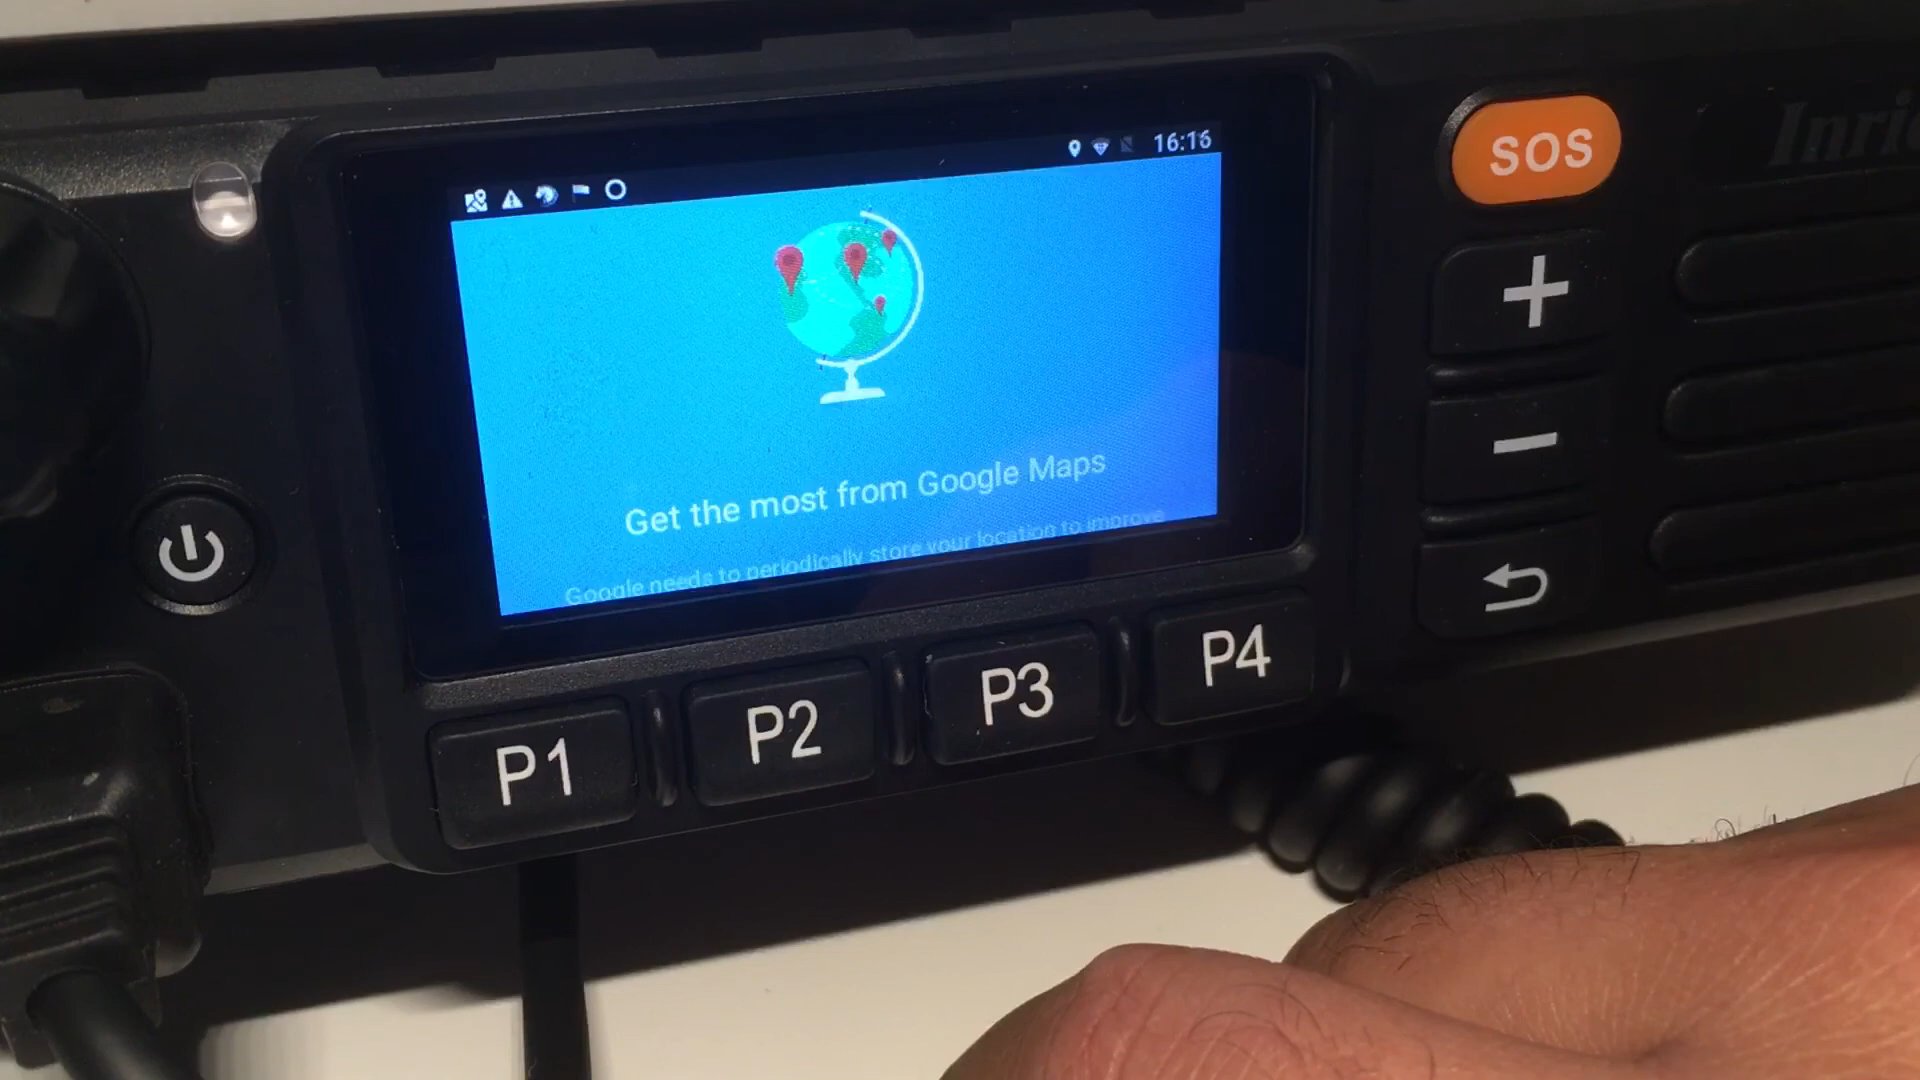 16:16
SOS
Inri
Get the most from Google Maps
Google needs to periodically store your location to improve
P1
P2
P3
P4